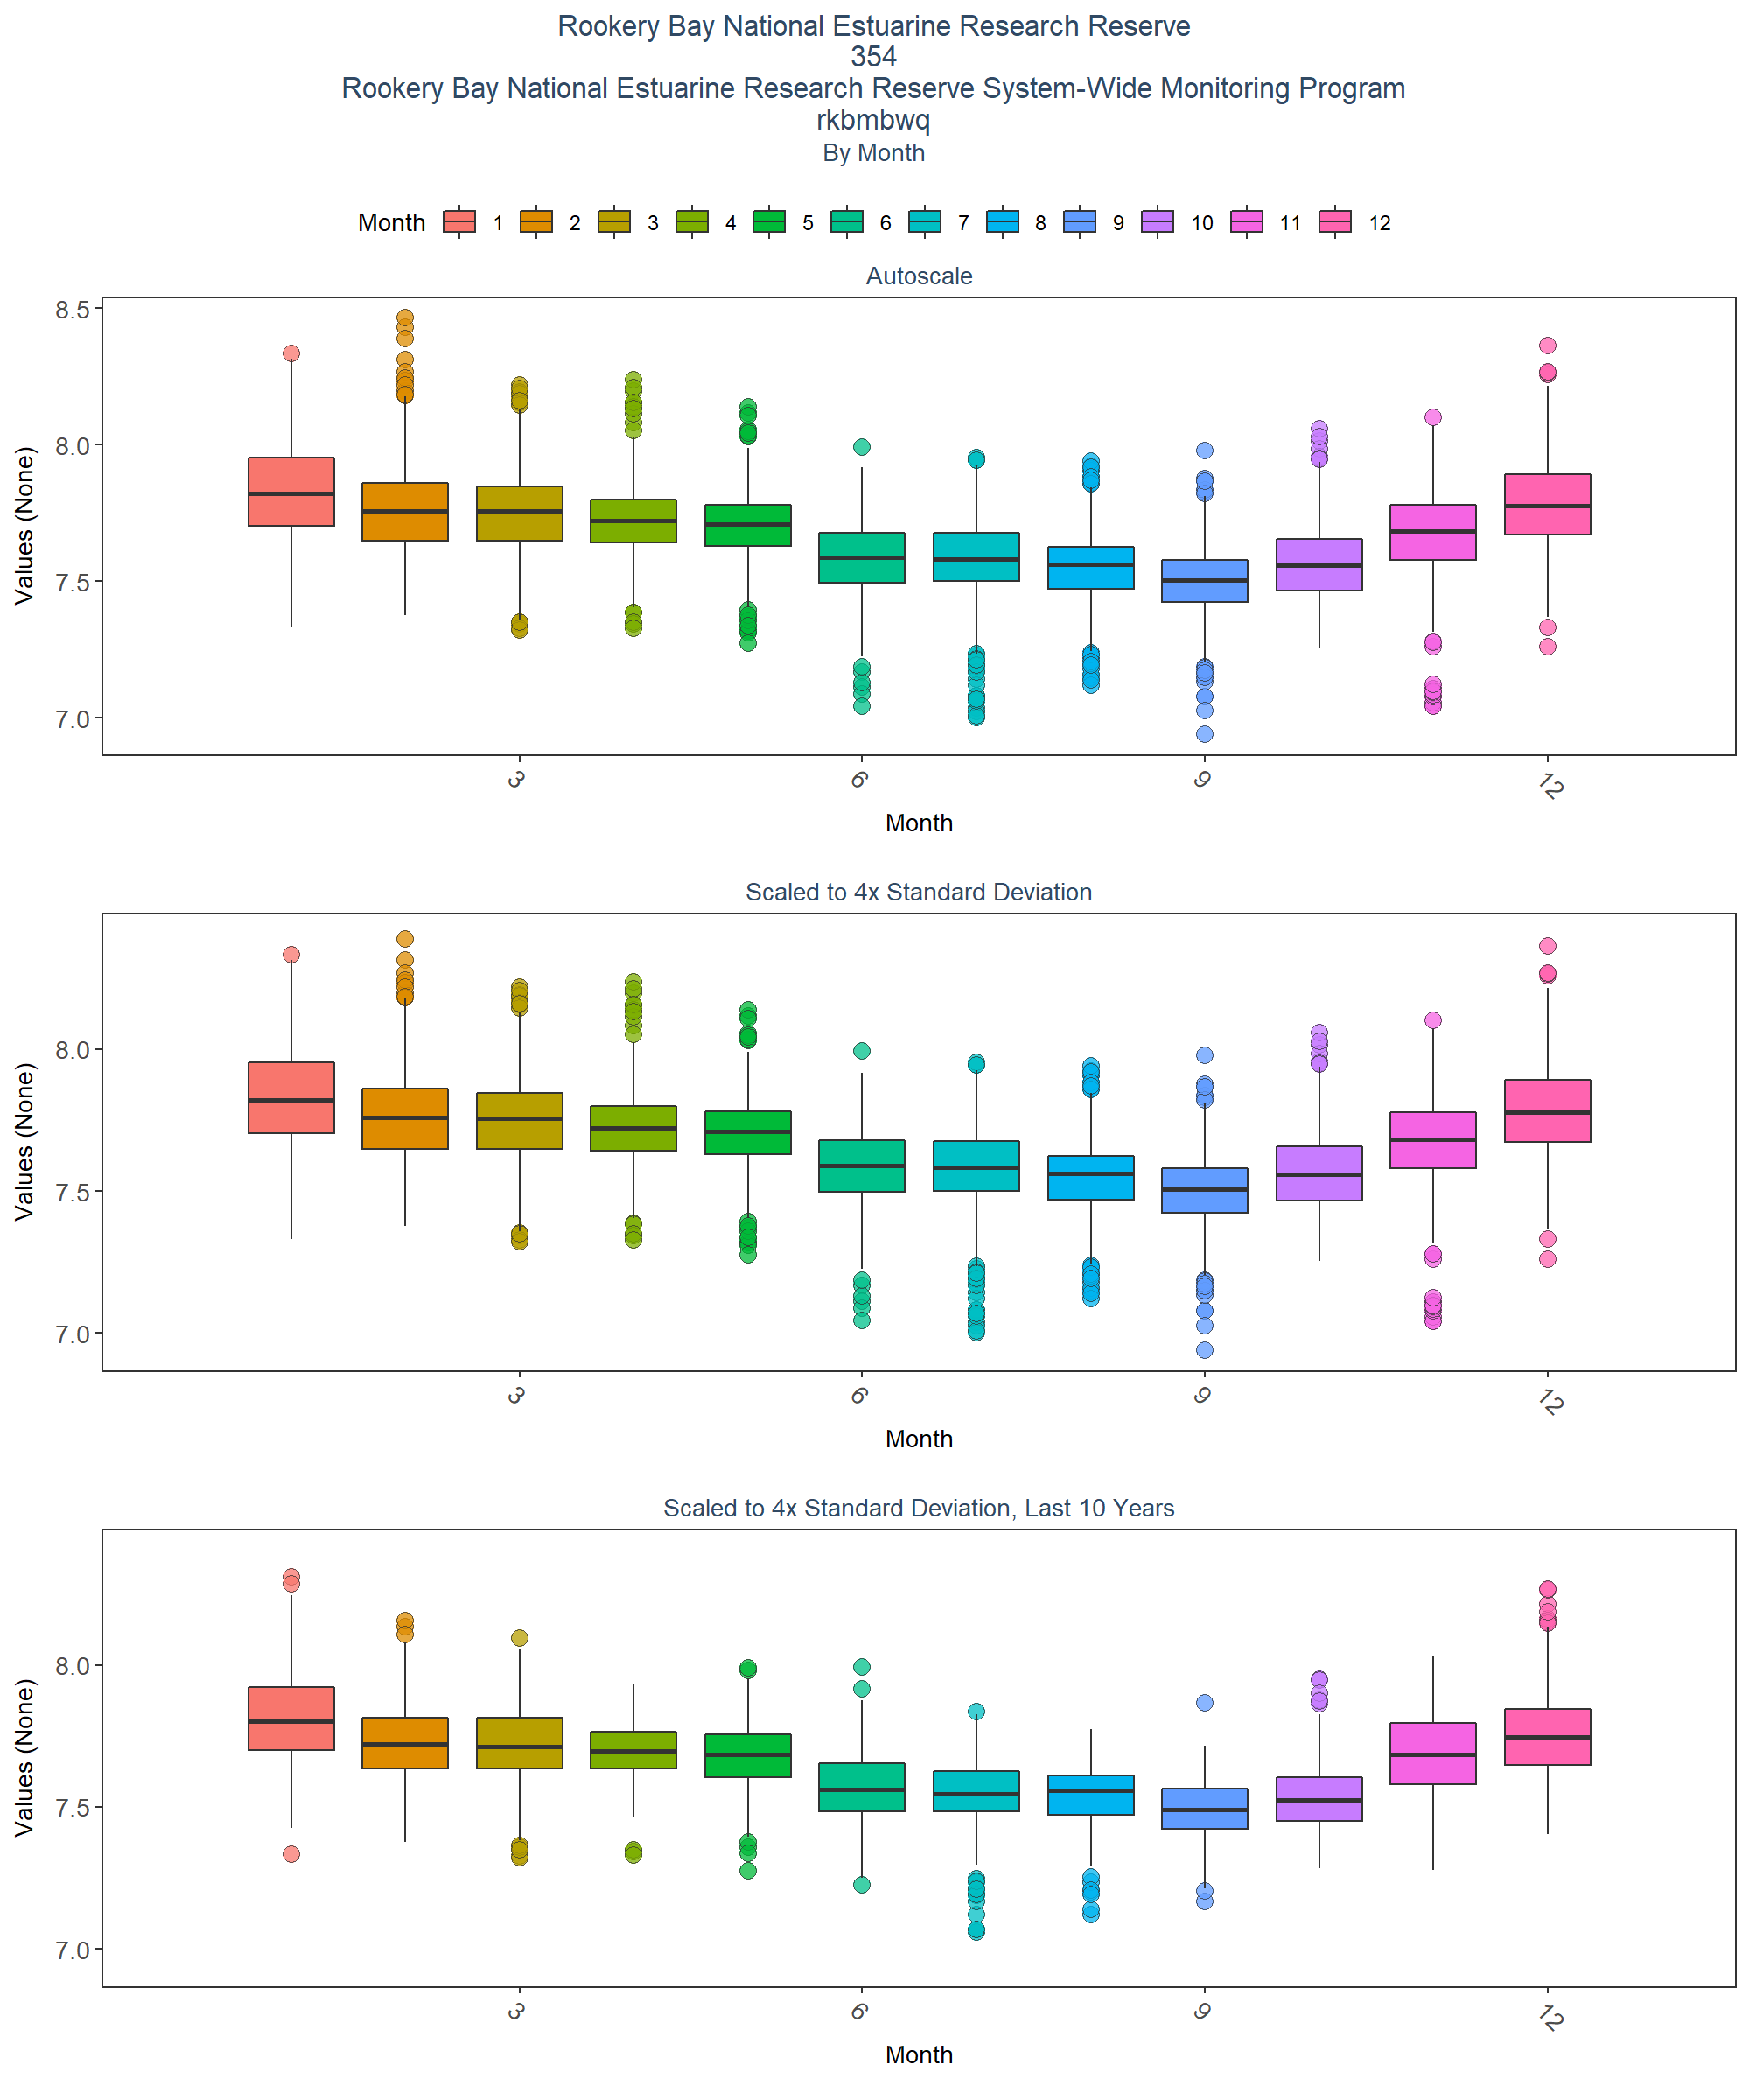 Rookery Bay National Estuarine Research Reserve
354
Rookery Bay National Estuarine Research Reserve System-Wide Monitoring Program
rkbmbwq
By Month
Month 1 2 3 4 5 6 7 8 9 10 11 12
Autoscale
Values (None)
8.5
8.0
7.5
7.0
3 6 9 12
Month
Scaled to 4x Standard Deviation
Values (None)
8.0
7.5
7.0
3 6 9 12
Month
Scaled to 4x Standard Deviation, Last 10 Years
Values (None)
8.0
7.5
7.0
3 6 9 12
Month